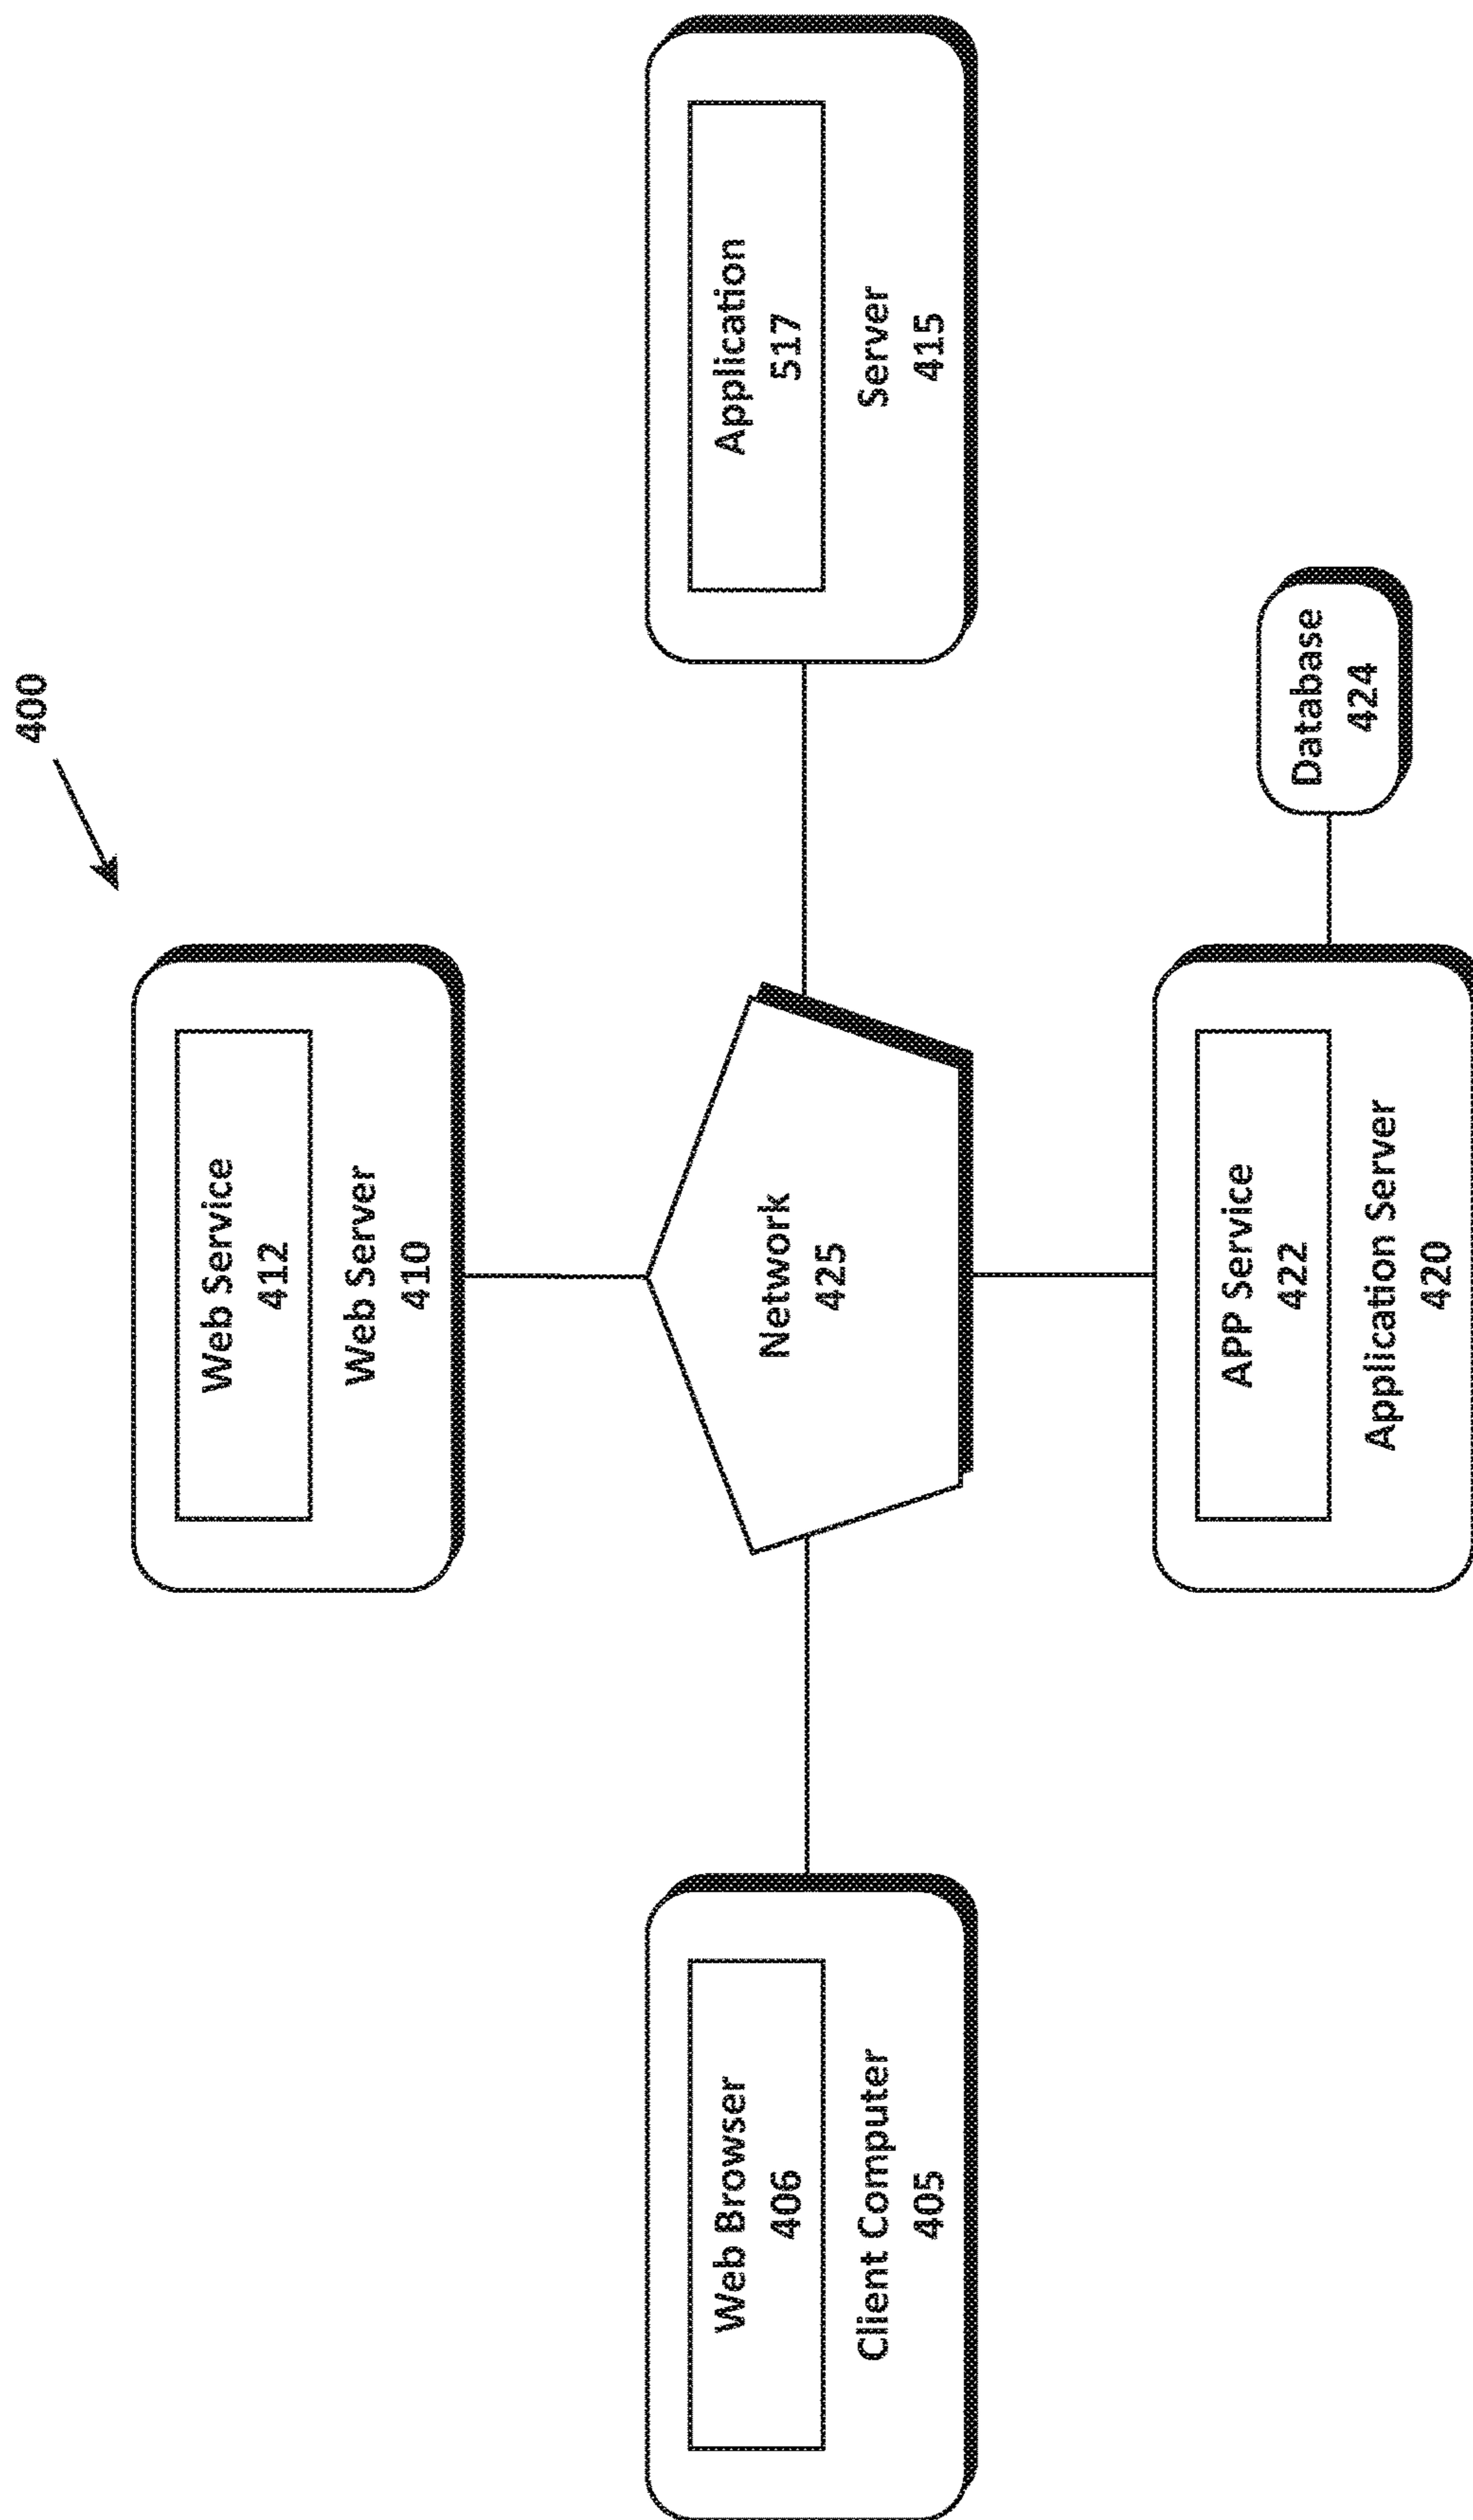 400
Web Service
412
Web Server
410
Web Browser
406
Client Computer
405
Network
425
Application
517
Server
415
APP Service
422
Application Server
420
Database
424